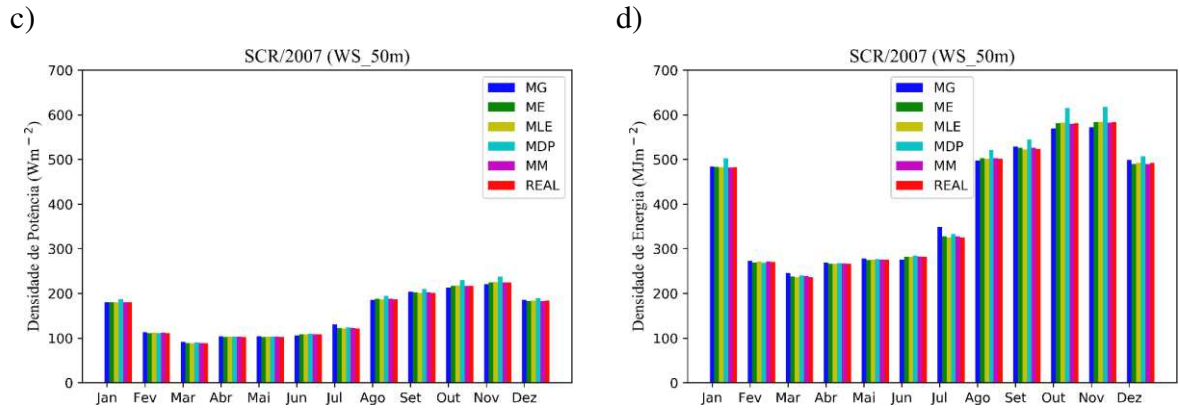 c)
SCR/2007 (WS_50m)
Densidade de Potência (Wm−2)
700
600
500
400
300
200
100
0
MG
ME
MLE
MDP
MM
REAL
Jan Fev Mar Abr Mai Jun Jul Ago Set Out Nov Dez
d)
SCR/2007 (WS_50m)
Densidade de Energia (MJm−2)
700
600
500
400
300
200
100
0
MG
ME
MLE
MDP
MM
REAL
Jan Fev Mar Abr Mai Jun Jul Ago Set Out Nov Dez